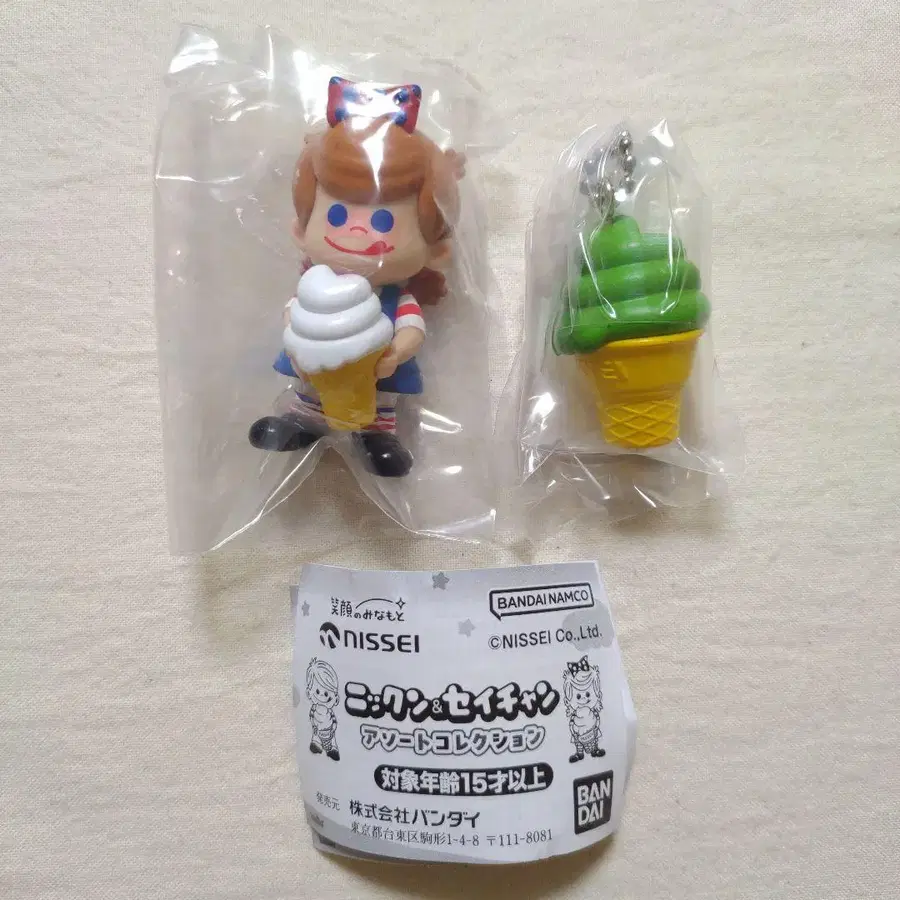 笑顔のみなもと
NISSEI
BANDAI NAMCO
©NISSEI Co.,Ltd.
ニックン&セイチャン
アソートコレクション
対象年齢15才以上
発売元 株式会社バンダイ
東京都台東区駒形1-4-8 〒111-8081
BAN
DAI